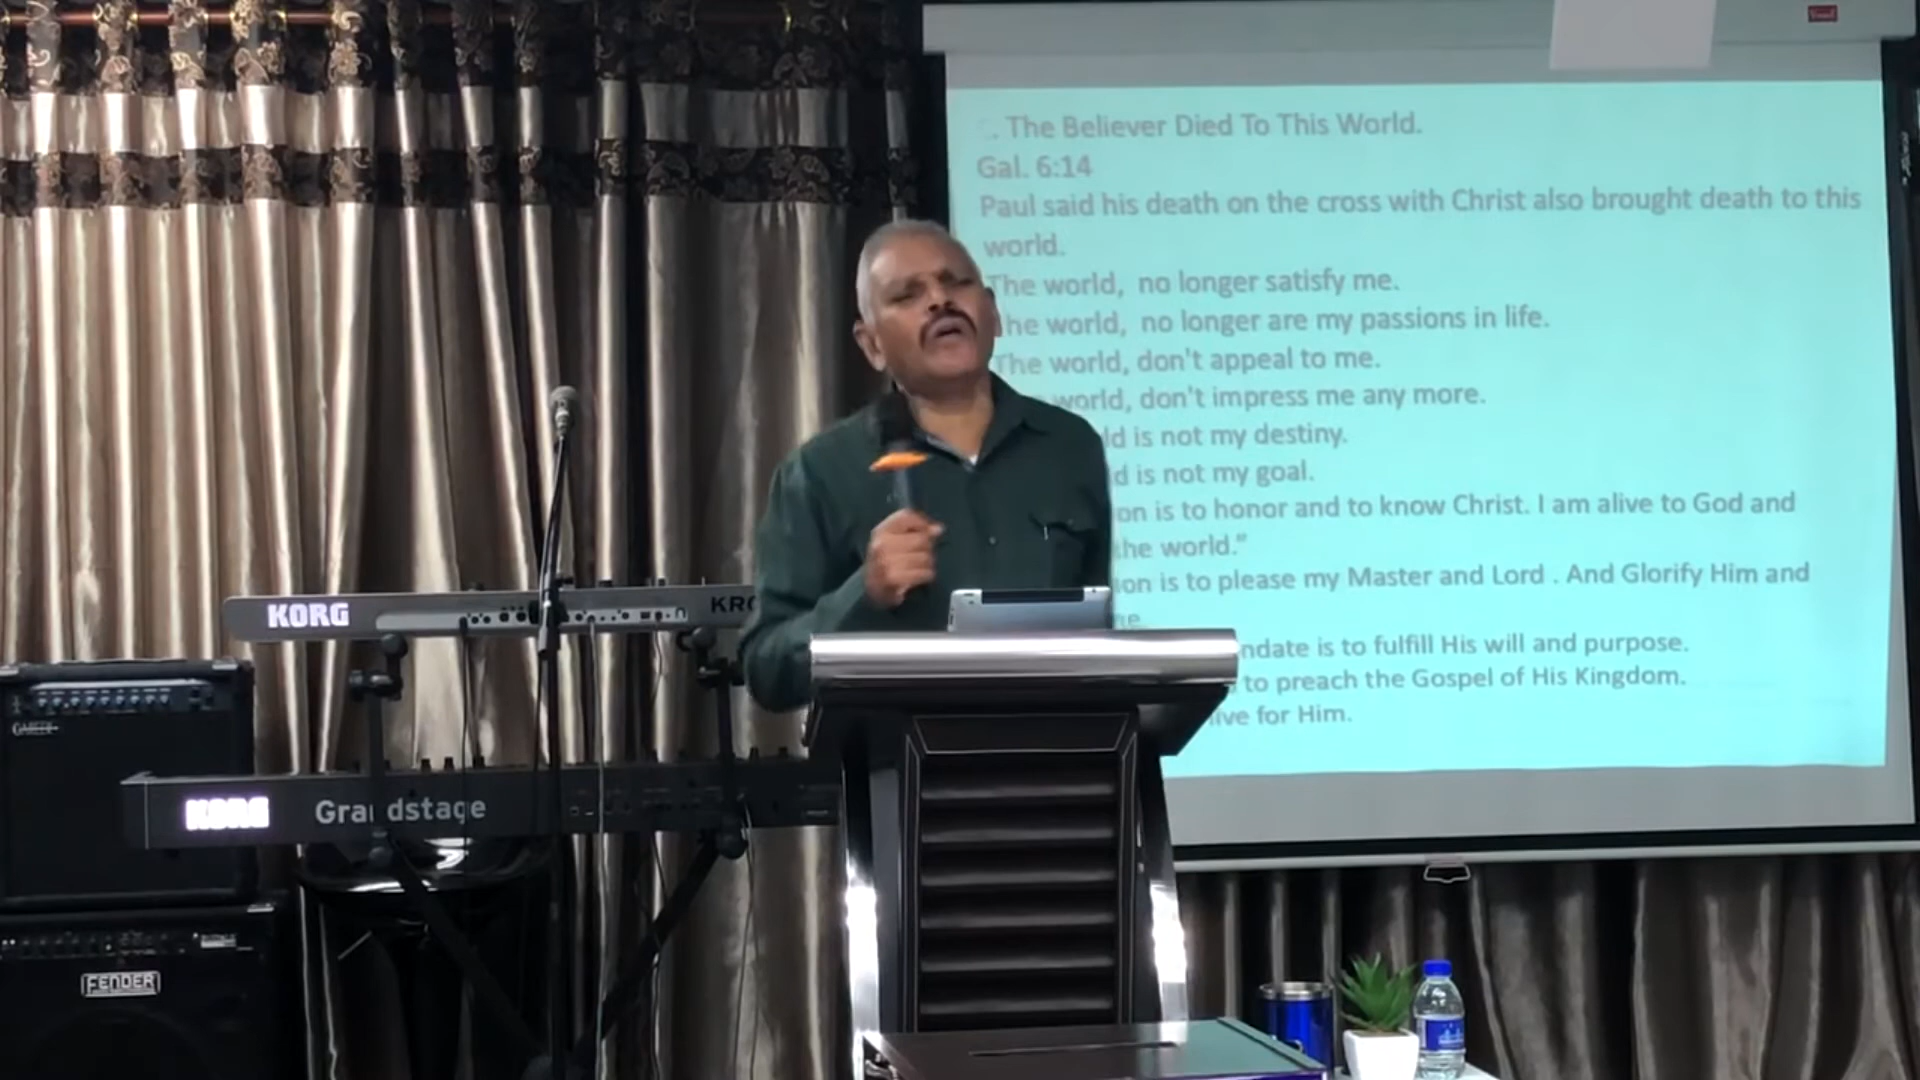 . The Believer Died To This World.
Gal. 6:14
Paul said his death on the cross with Christ also brought death to this
world.
The world, no longer satisfy me.
he world, no longer are my passions in life.
The world, don't appeal to me.
world, don't impress me any more.
ld is not my destiny.
d is not my goal.
on is to honor and to know Christ. I am alive to God and
the world."
ion is to please my Master and Lord . And Glorify Him and
ndate is to fulfill His will and purpose.
to preach the Gospel of His Kingdom.
live for Him.
KORG
KRO
KORG Grandstage
FENDER